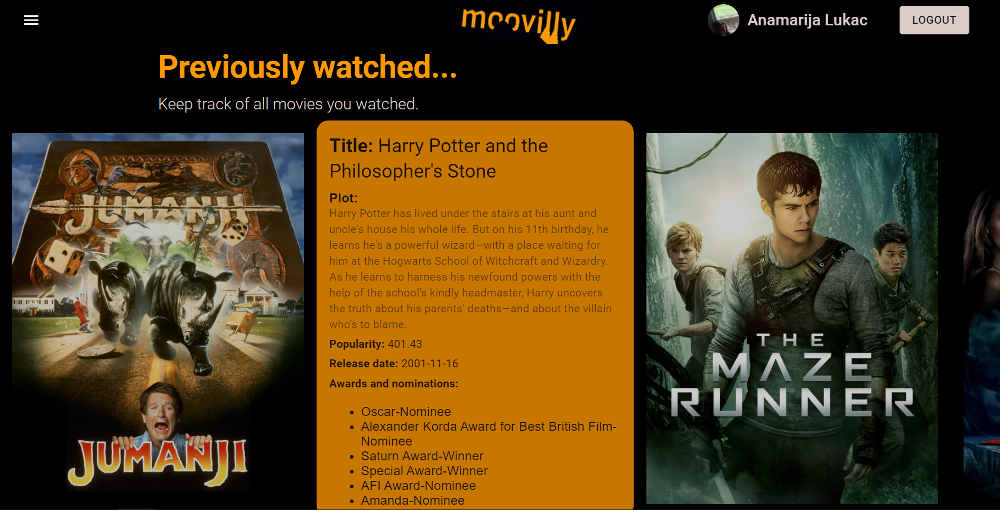 moovilly
Anamarija Lukac
LOGOUT
Previously watched...
Keep track of all movies you watched.
JUMANJI
JUMANJI
Title: Harry Potter and the
Philosopher's Stone
Plot:
Harry Potter has lived under the stairs at his aunt and
uncle's house his whole life. But on his 11th birthday, he
learns he's a powerful wizard—with a place waiting for
him at the Hogwarts School of Witchcraft and Wizardry.
As he learns to harness his newfound powers with the
help of the school's kindly headmaster, Harry uncovers
the truth about his parents' deaths—and about the villain
who's to blame.
Popularity: 401.43
Release date: 2001-11-16
Awards and nominations:
• Oscar-Nominee
• Alexander Korda Award for Best British Film-
Nominee
• Saturn Award-Winner
• Special Award-Winner
• AFI Award-Nominee
• Amanda-Nominee
THE
MAZE
RUNNER